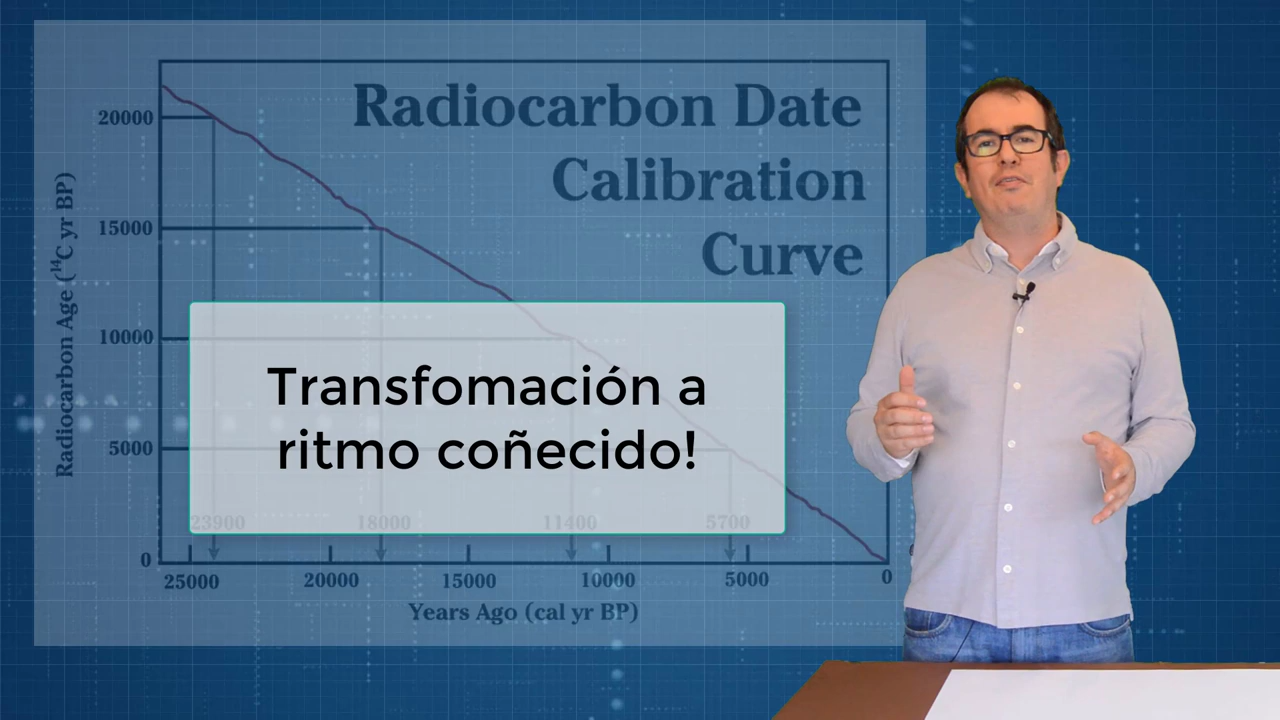 Radiocarbon Date
Calibration
Curve
Radiocarbon Age (¹⁴C yr BP)
20000
15000
10000
5000
0
Transfomación a
ritmo coñecido!
23900
18000
11400
5700
25000
20000
15000
10000
5000
0
Years Ago (cal yr BP)